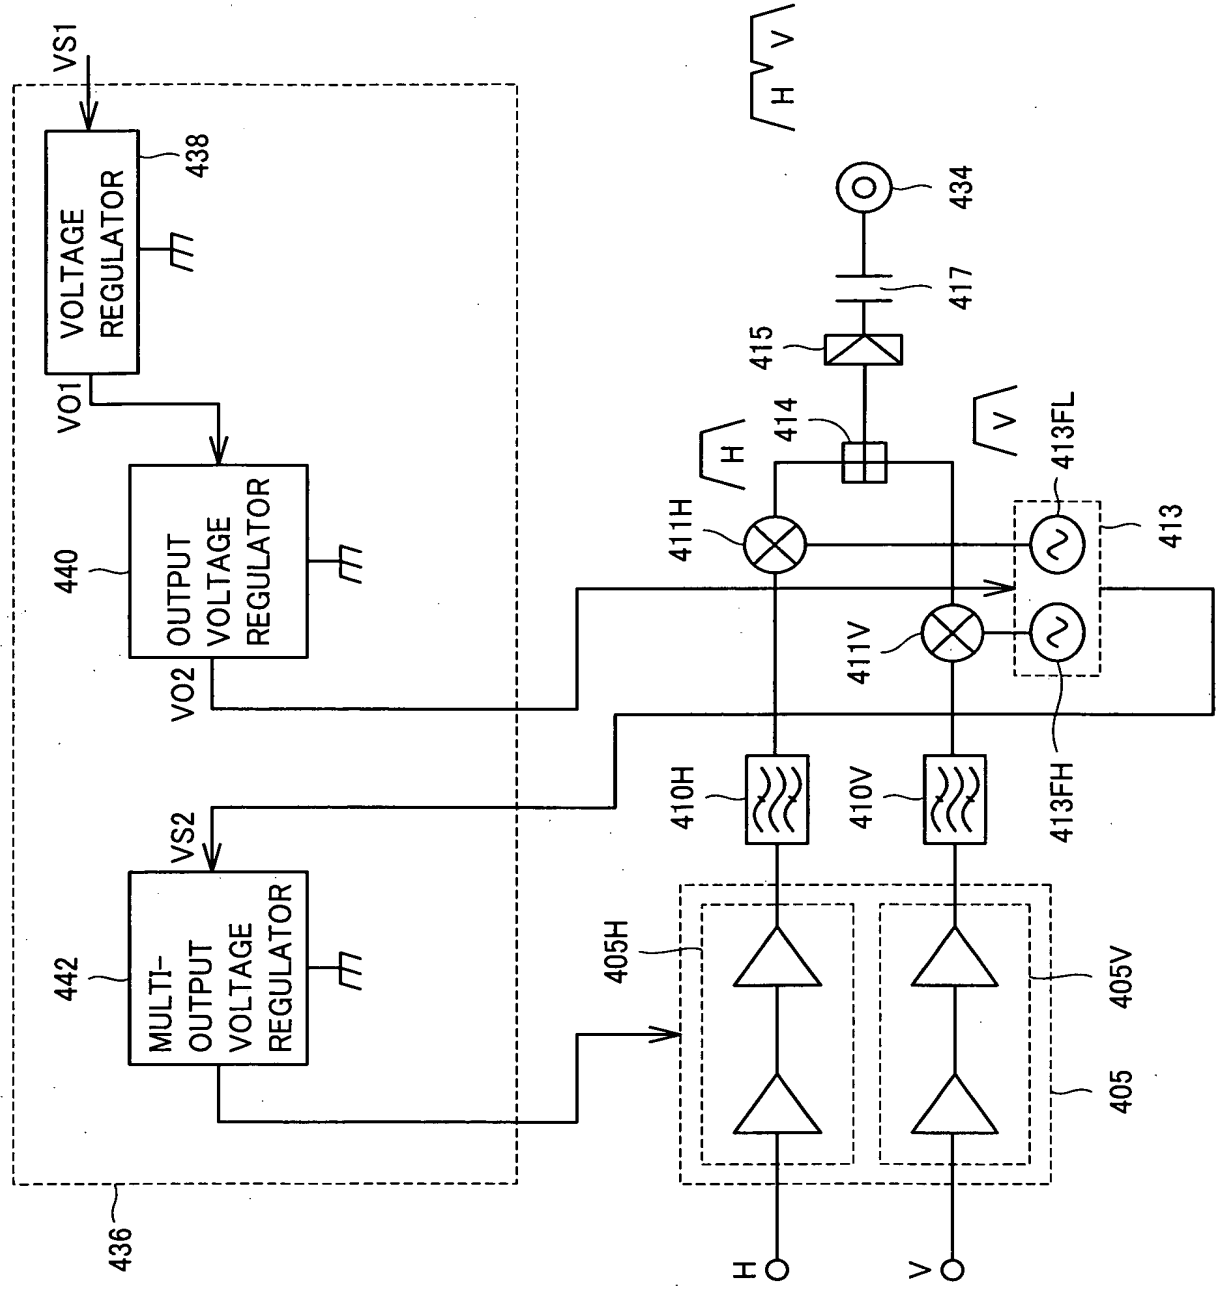 436
442
MULTI-
OUTPUT
VOLTAGE
REGULATOR
VS2
440
OUTPUT
VOLTAGE
REGULATOR
VO2
VO1
VOLTAGE
REGULATOR
438
VS1
H
V
405H
405V
405
410H
410V
411H
411V
413FH
413FL
413
H
V
414
415
417
434
H
V